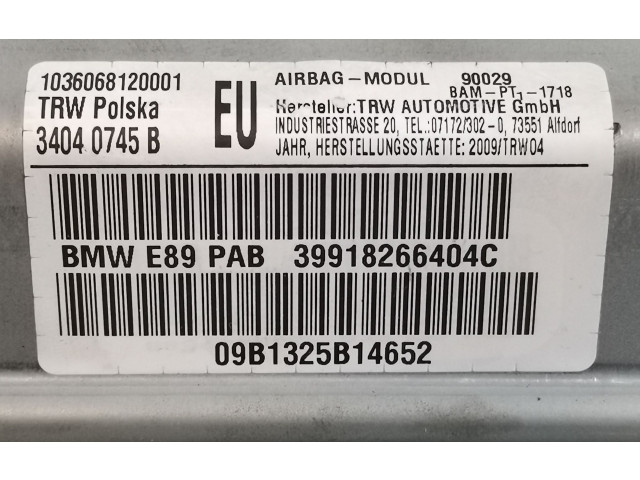 1036068120001
TRW Polska
3404 0745 B
EU
AIRBAG-MODUL 90029
BAM-PT1-1718
Hersteller:TRW AUTOMOTIVE GmbH
INDUSTRIESTRASSE 20, TEL.:07172/302-0, 73551 Alfdorf
JAHR, HERSTELLUNGSSTAETTE: 2009/TRW04
BMW E89 PAB 39918266404C
09B1325B14652